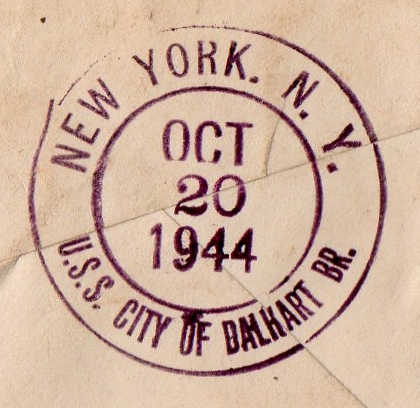 NEW YORK. N. Y.
OCT
20
1944
U.S.S. CITY OF DALHART BR.